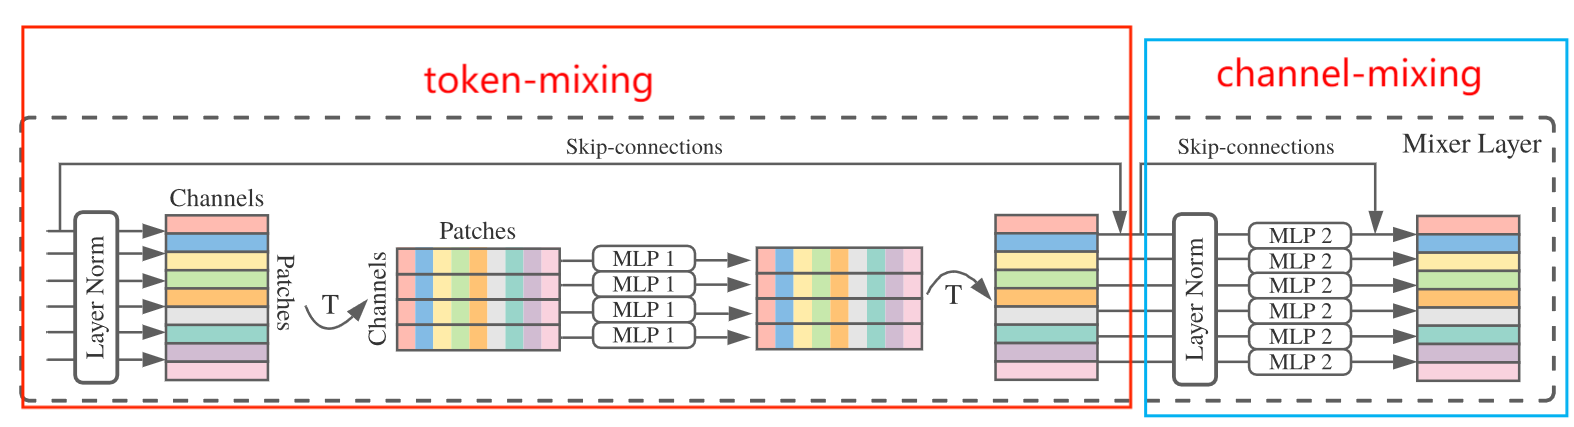 token-mixing
channel-mixing
Skip-connections
Skip-connections
Mixer Layer
Channels
Patches
Layer Norm
Patches
T
Channels
MLP 1
MLP 1
MLP 1
MLP 1
T
Layer Norm
MLP 2
MLP 2
MLP 2
MLP 2
MLP 2
MLP 2